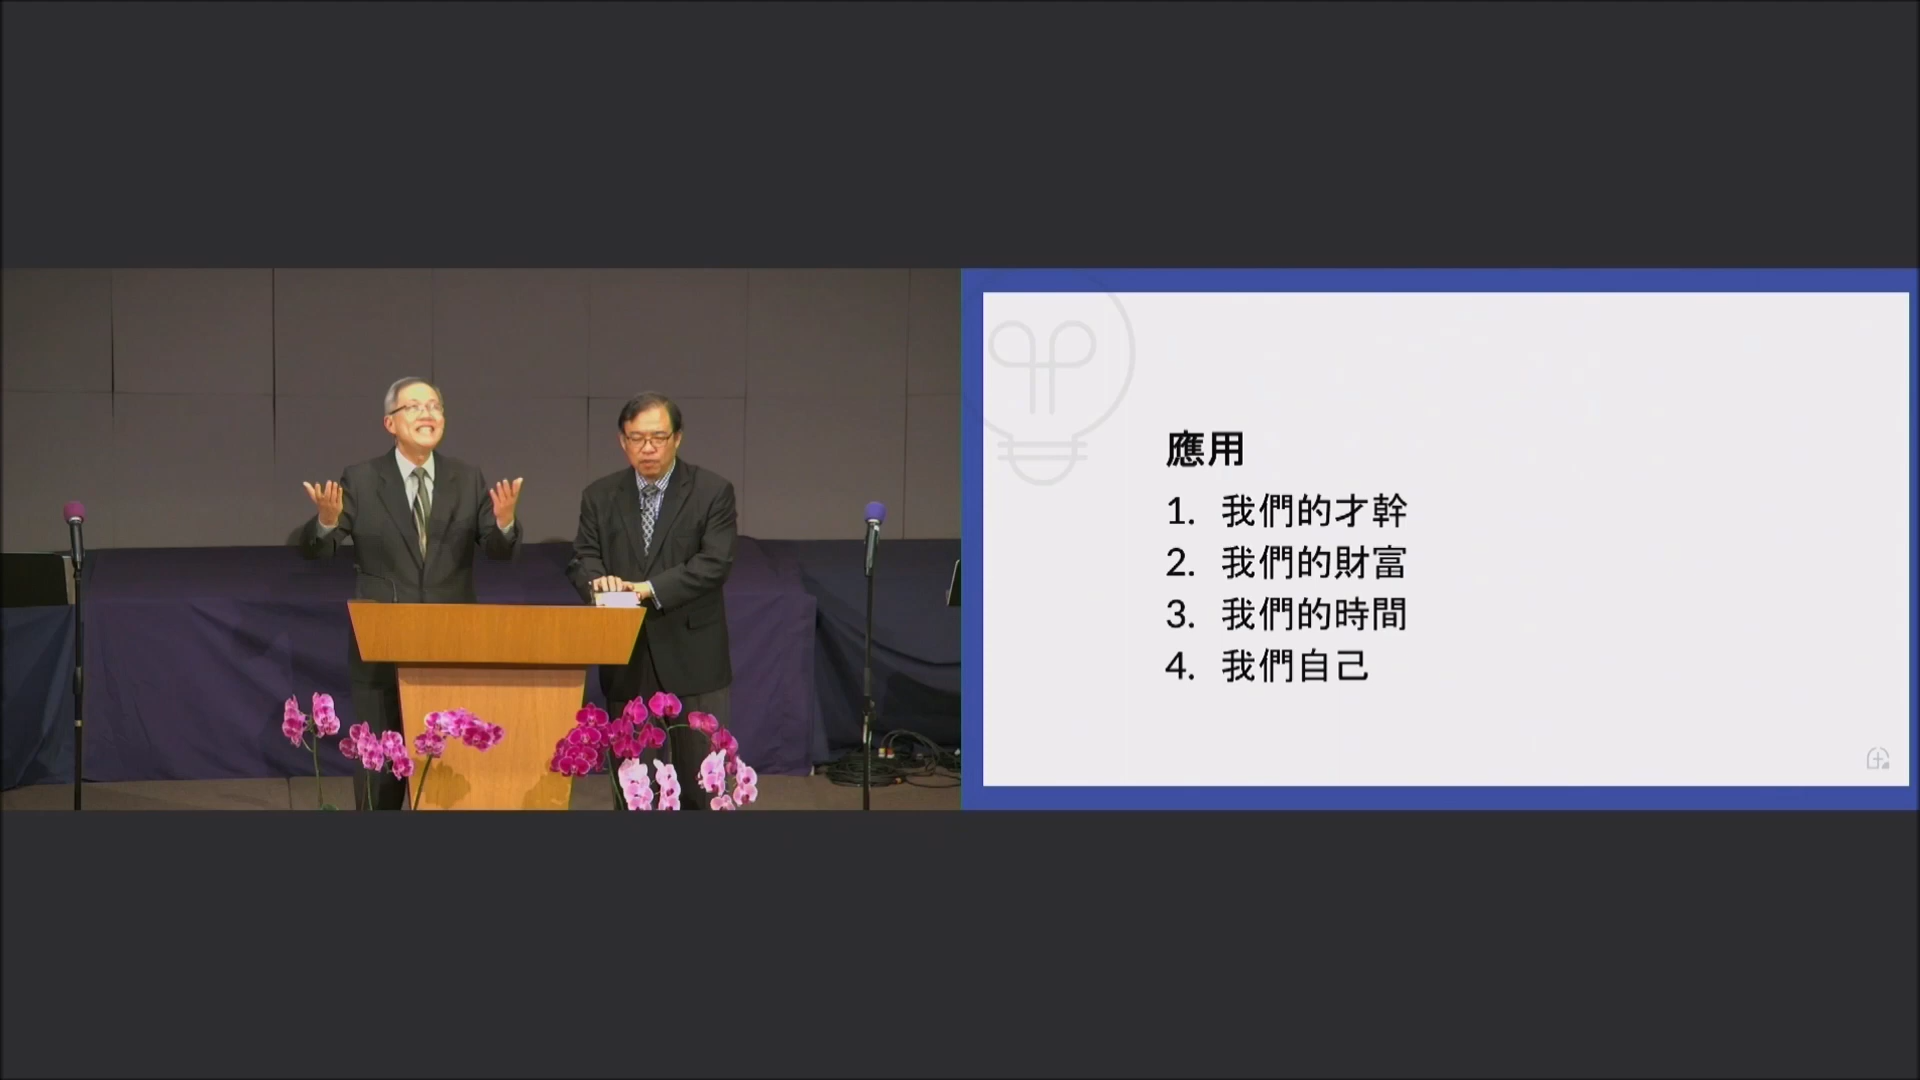 應用
1. 我們的才幹
2. 我們的財富
3. 我們的時間
4. 我們自己